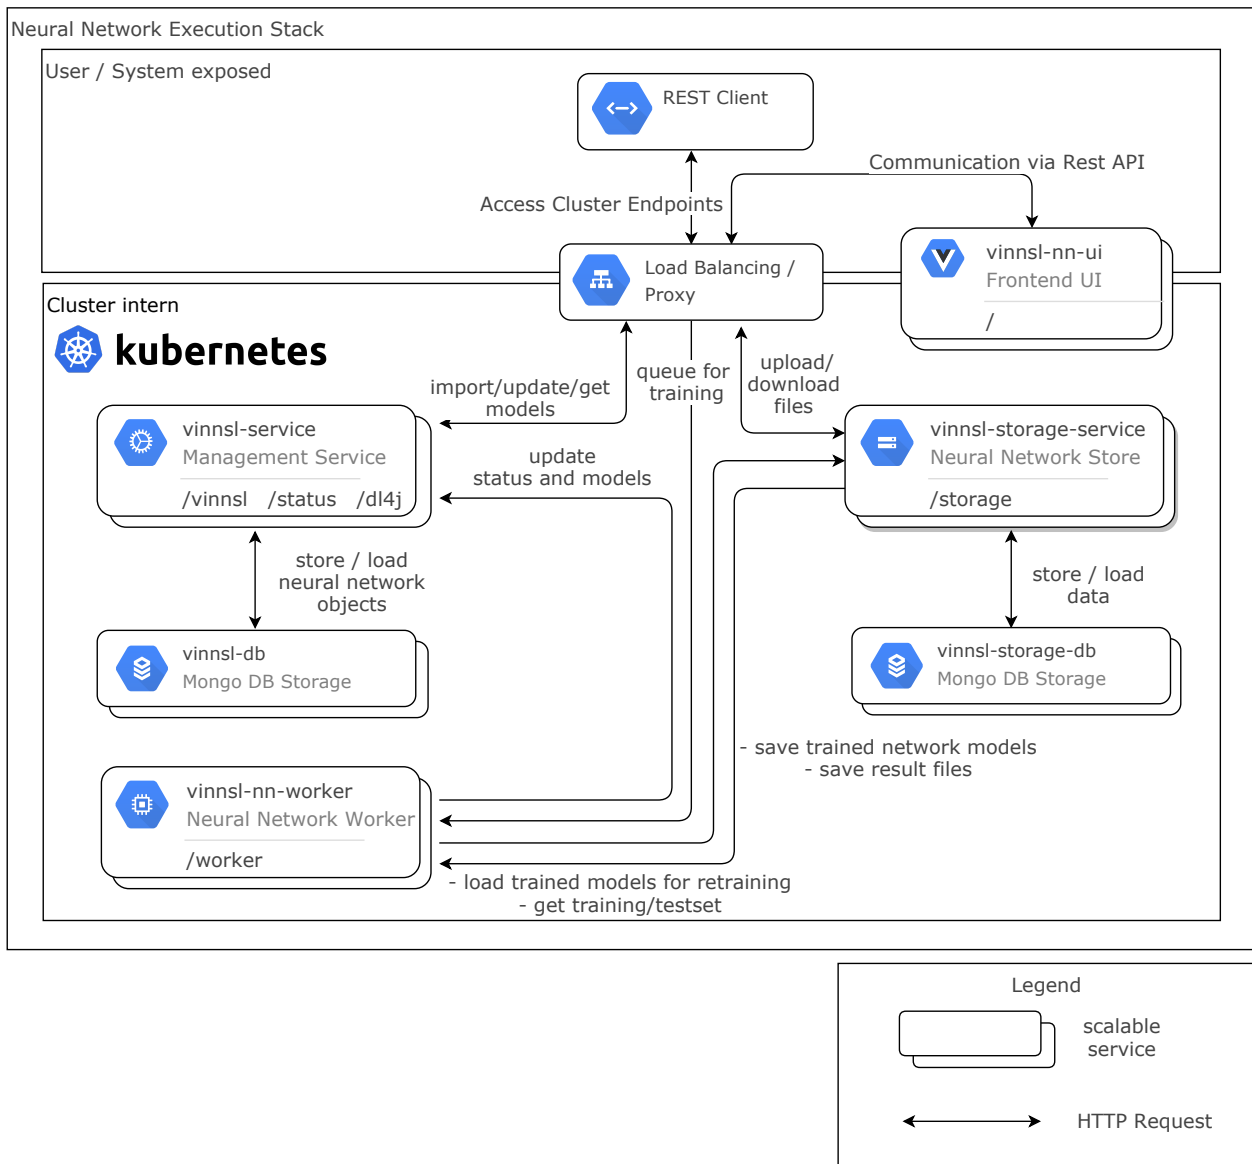 Neural Network Execution Stack
User / System exposed
REST Client
Communication via Rest API
Access Cluster Endpoints
Load Balancing /
Proxy
vinnsl-nn-ui
Frontend UI
/
Cluster intern
kubernetes
import/update/get
models
queue for
training
upload/
download
files
vinnsl-service
Management Service
/vinnsl /status /dl4j
update
status and models
vinnsl-storage-service
Neural Network Store
/storage
store / load
neural network
objects
store / load
data
vinnsl-db
Mongo DB Storage
vinnsl-storage-db
Mongo DB Storage
- save trained network models
- save result files
vinnsl-nn-worker
Neural Network Worker
/worker
- load trained models for retraining
- get training/testset
Legend
scalable
service
HTTP Request